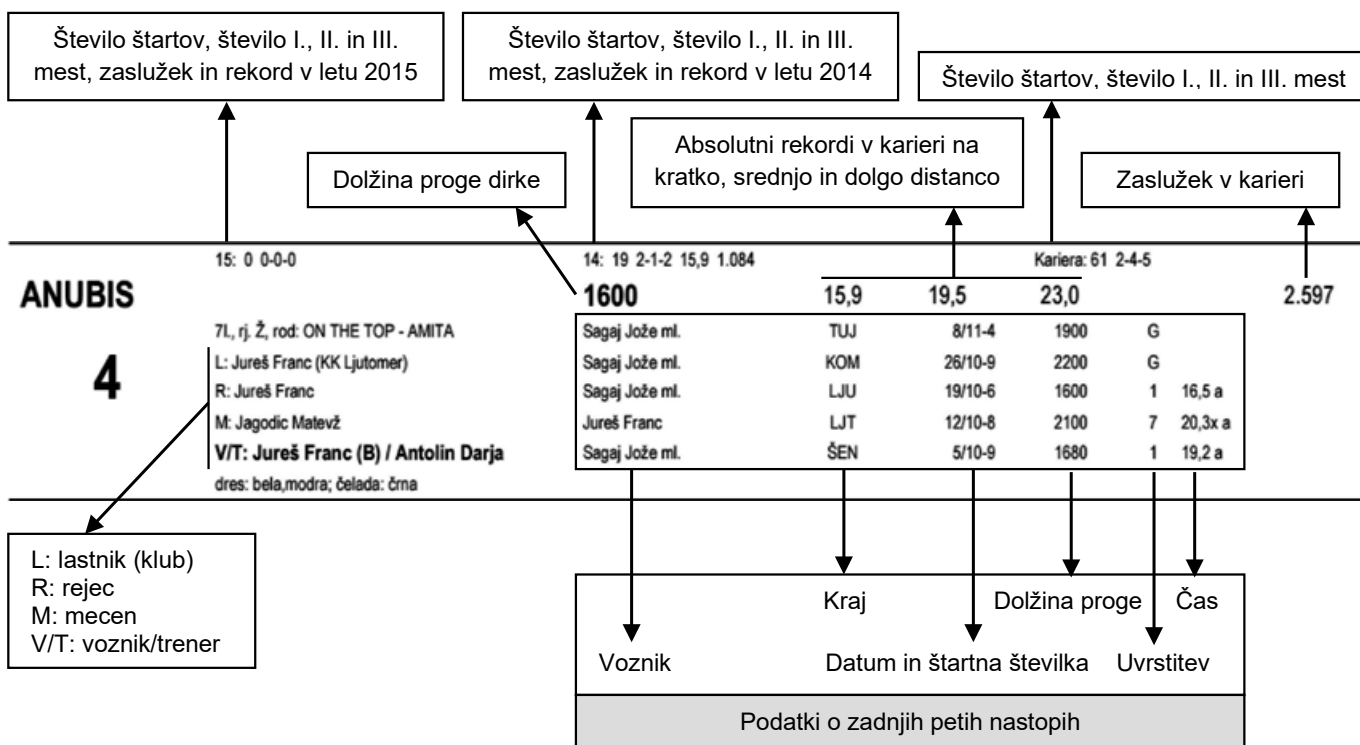 Število štartov, število I., II. in III.
mest, zaslužek in rekord v letu 2015
Število štartov, število I., II. in III.
mest, zaslužek in rekord v letu 2014
Število štartov, število I., II. in III. mest
Dolžina proge dirke
Absolutni rekordi v karieri na
kratko, srednjo in dolgo distanco
Zaslužek v karieri
15: 0 0-0-0 14: 19 2-1-2 15,9 1.084 Kariera: 61 2-4-5
ANUBIS 1600 15,9 19,5 23,0 2.597
7l., rj. Ž, rod: ON THE TOP - AMITA Sagaj Jože ml. TUJ 8/11-4 1900 G
4
L: Jureš Franc (KK Ljutomer) Sagaj Jože ml. KOM 26/10-9 2200 G
R: Jureš Franc Sagaj Jože ml. LJU 19/10-6 1600 1 16,5 a
M: Jagodic Matevž Jureš Franc LJT 12/10-8 2100 7 20,3x a
V/T: Jureš Franc (B) / Antolin Darja Sagaj Jože ml. ŠEN 5/10-9 1680 1 19,2 a
dres: bela,modra; čelada: črna
L: lastnik (klub)
R: rejec
M: mecen
V/T: voznik/trener
Kraj Dolžina proge Čas
Voznik Datum in štartna številka Uvrstitev
Podatki o zadnjih petih nastopih